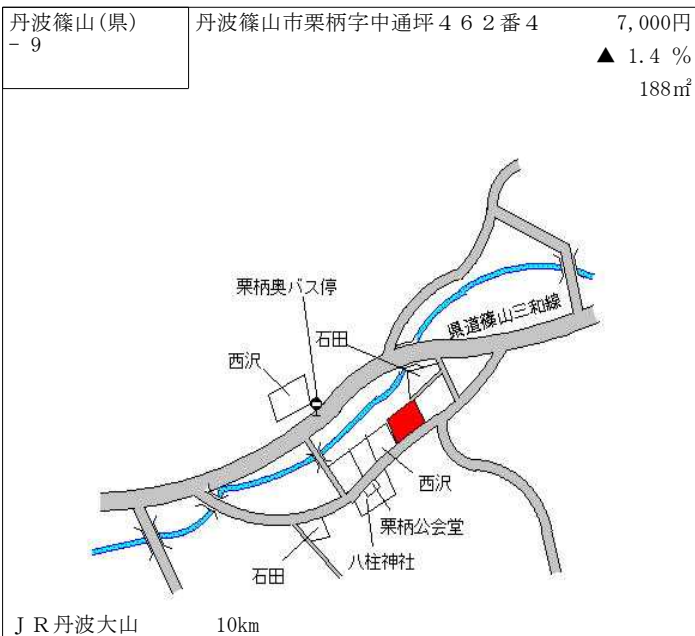 丹波篠山(県)
- 9
丹波篠山市栗柄字中通坪４６２番４
7,000円
▲ 1.4 %
188㎡
栗柄奥バス停
県道篠山三和線
石田
西沢
西沢
栗柄公会堂
八柱神社
石田
ＪＲ丹波大山
10km